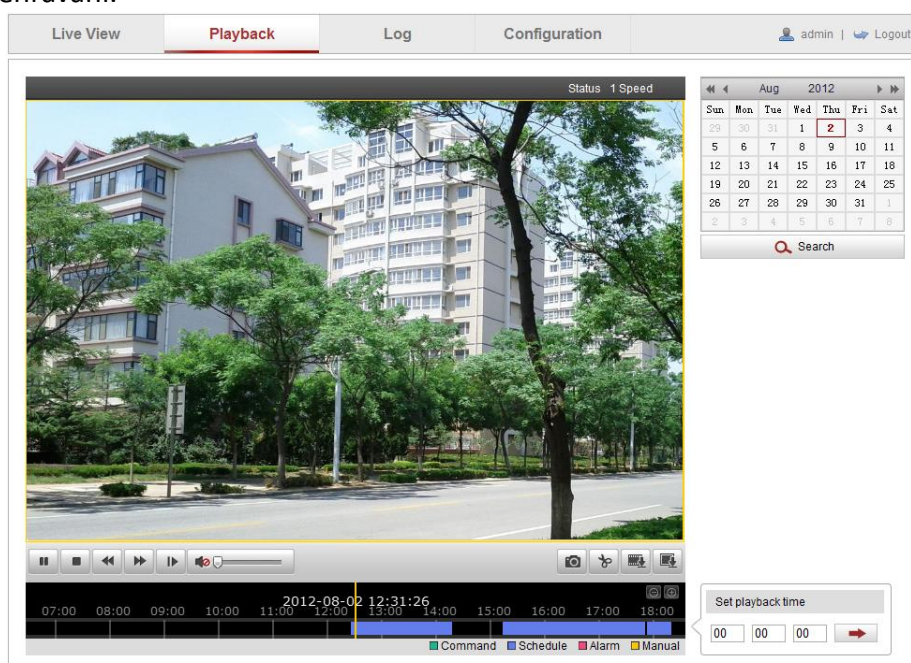 Live View Playback Log Configuration admin | Logout
Status 1 Speed
Aug 2012
Sun Mon Tue Wed Thu Fri Sat
29 30 31 1 2 3 4
5 6 7 8 9 10 11
12 13 14 15 16 17 18
19 20 21 22 23 24 25
26 27 28 29 30 31 1
2 3 4 5 6 7 8
Search
2012-08-02 12:31:26
07:00 08:00 09:00 10:00 11:00 12:00 13:00 14:00 15:00 16:00 17:00 18:00
Command Schedule Alarm Manual
Set playback time
00 00 00